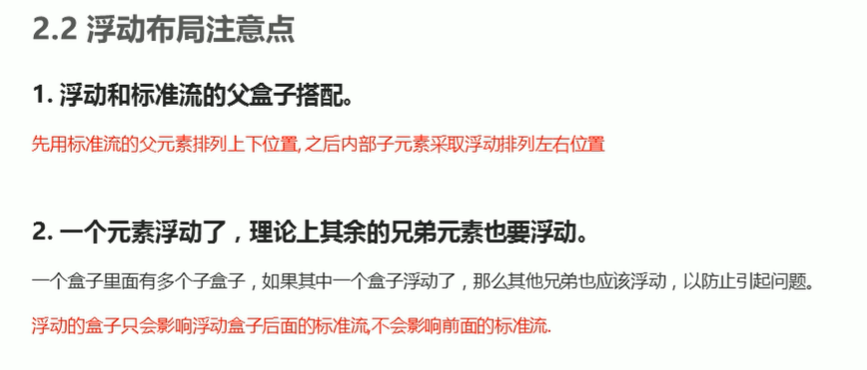 2.2 浮动布局注意点
1. 浮动和标准流的父盒子搭配。
先用标准流的父元素排列上下位置, 之后内部子元素采取浮动排列左右位置
2. 一个元素浮动了，理论上其余的兄弟元素也要浮动。
一个盒子里面有多个子盒子，如果其中一个盒子浮动了，那么其他兄弟也应该浮动，以防止引起问题。
浮动的盒子只会影响浮动盒子后面的标准流,不会影响前面的标准流.